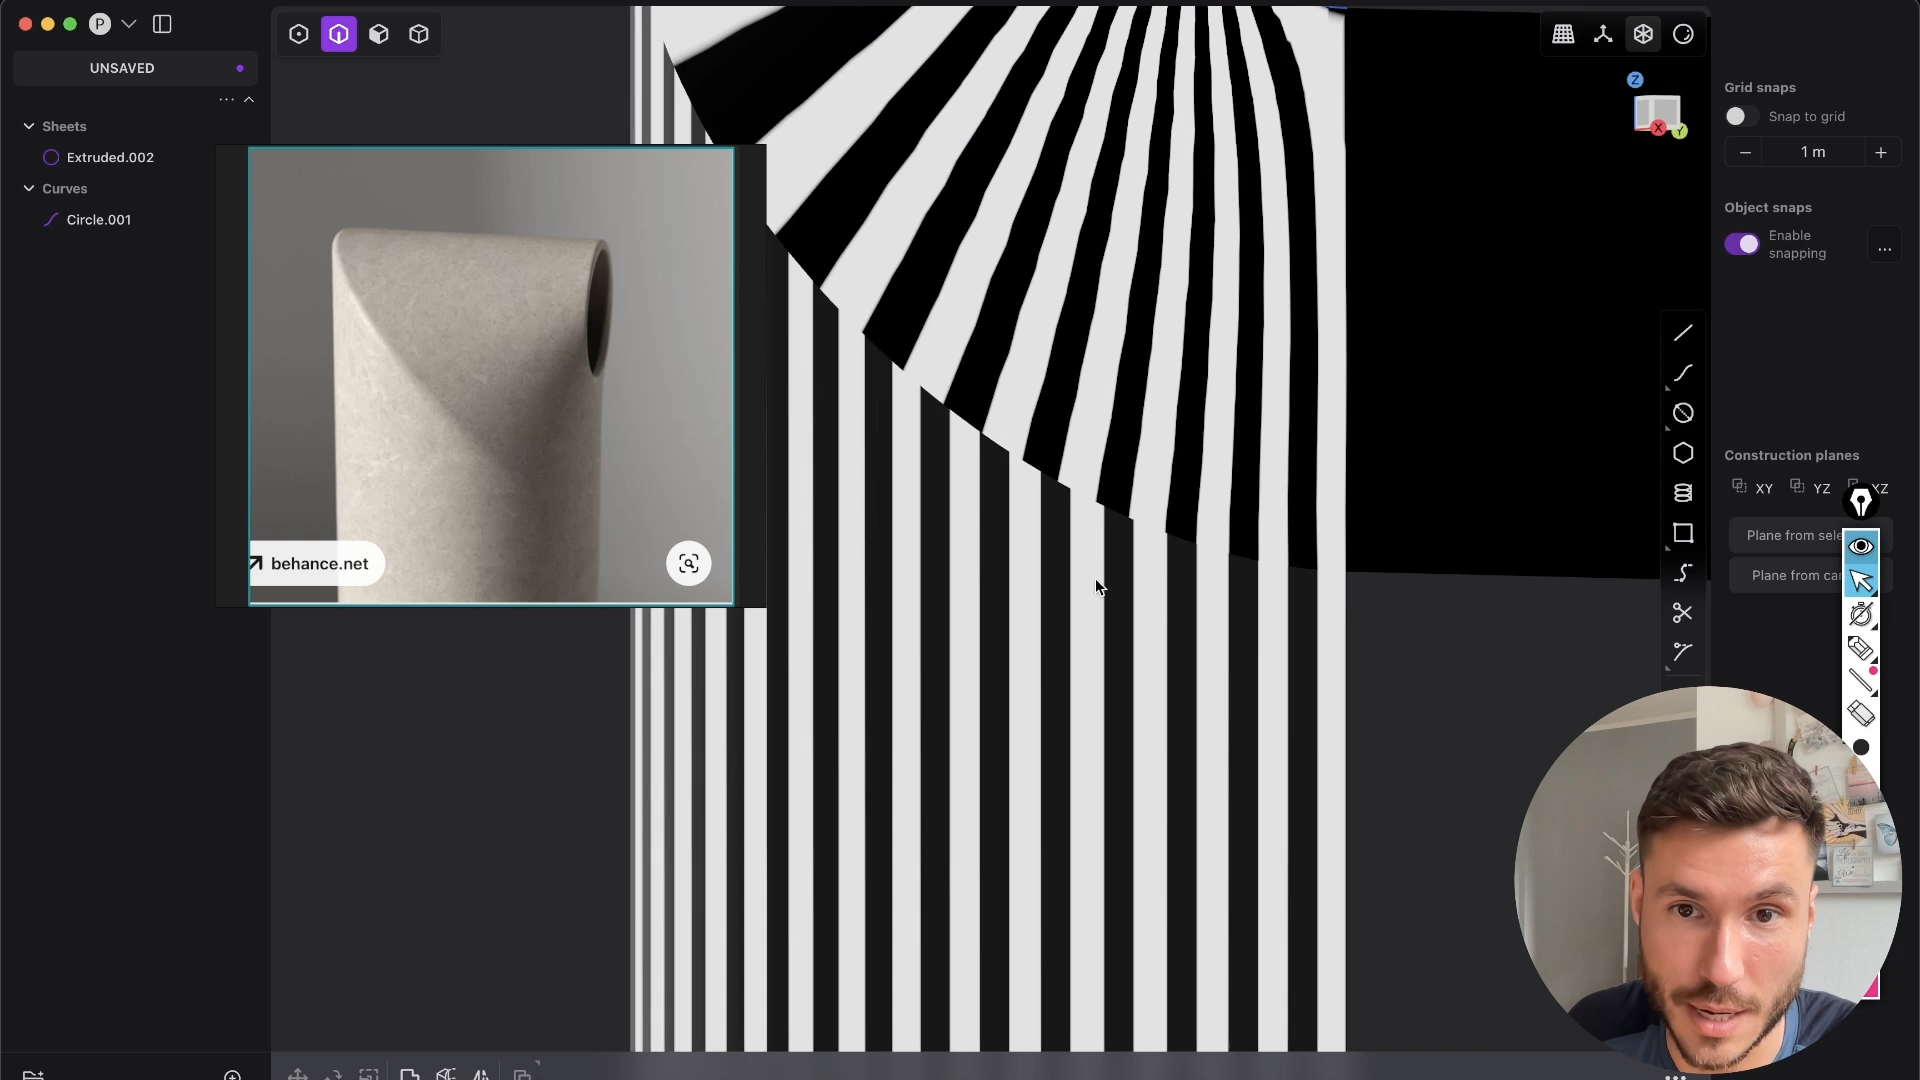 P
UNSAVED
Sheets
Extruded.002
Curves
Circle.001
behance.net
Z
X
Y
Grid snaps
Snap to grid
1 m
Object snaps
Enable
snapping
...
Construction planes
XY
YZ
XZ
Plane from sele
Plane from ca